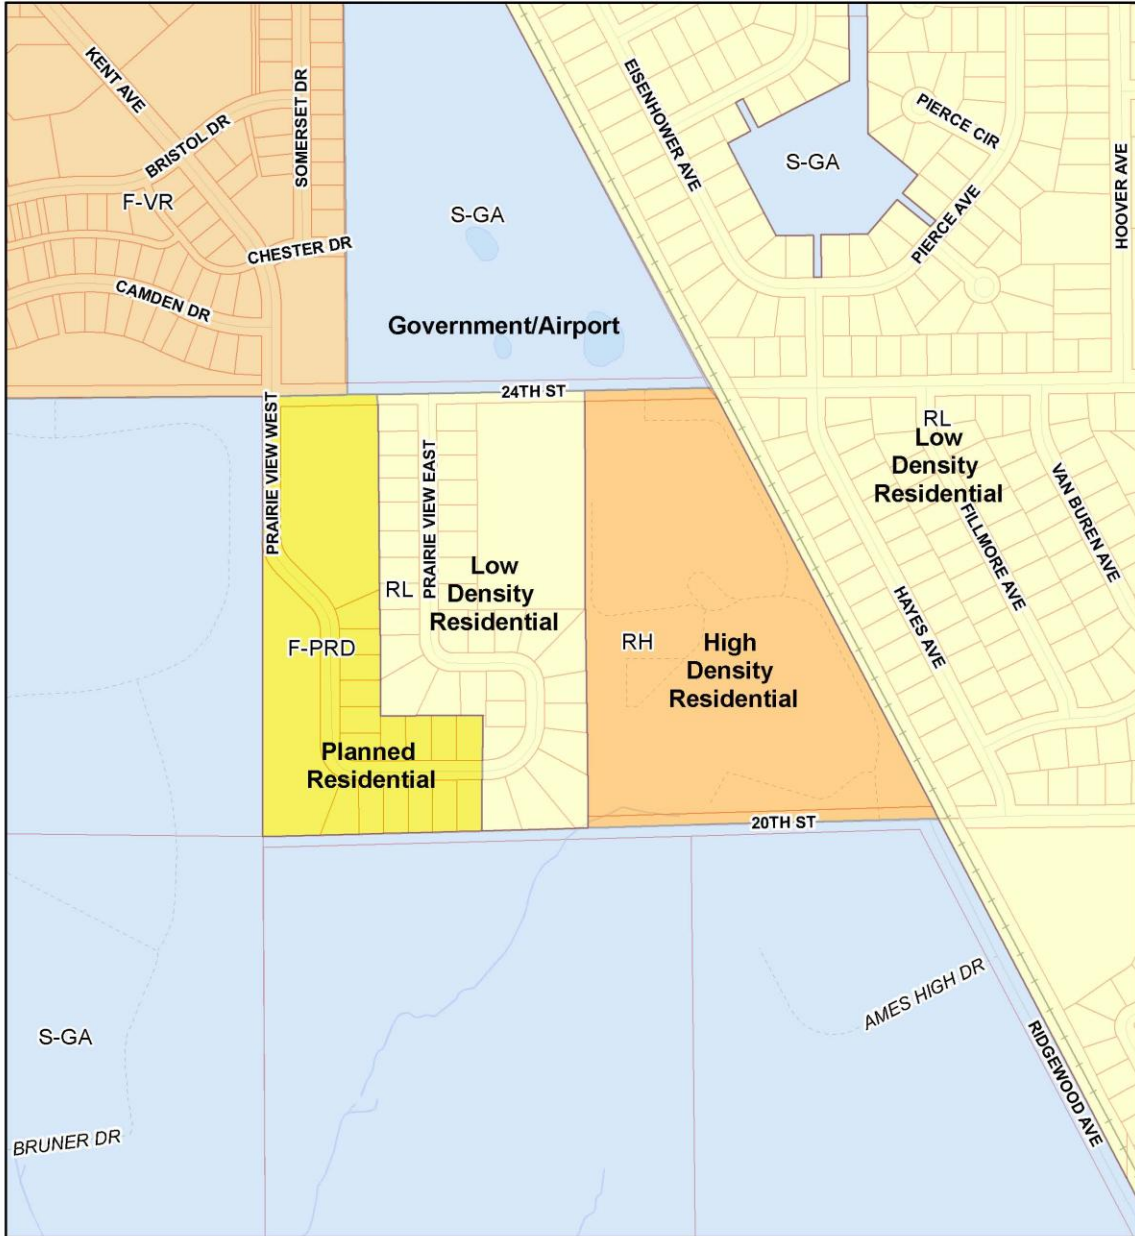 KENT AVE
SOMERSET DR
BRISTOL DR
F-VR
CHESTER DR
CAMDEN DR
S-GA
Government/Airport
EISENHOWER AVE
S-GA
PIERCE CIR
PIERCE AVE
HOOVER AVE
24TH ST
PRAIRIE VIEW WEST
PRAIRIE VIEW EAST
RL
Low
Density
Residential
F-PRD
Planned
Residential
RH
High
Density
Residential
RL
Low
Density
Residential
FILLMORE AVE
VAN BUREN AVE
HAYES AVE
20TH ST
AMES HIGH DR
RIDGEWOOD AVE
S-GA
BRUNER DR